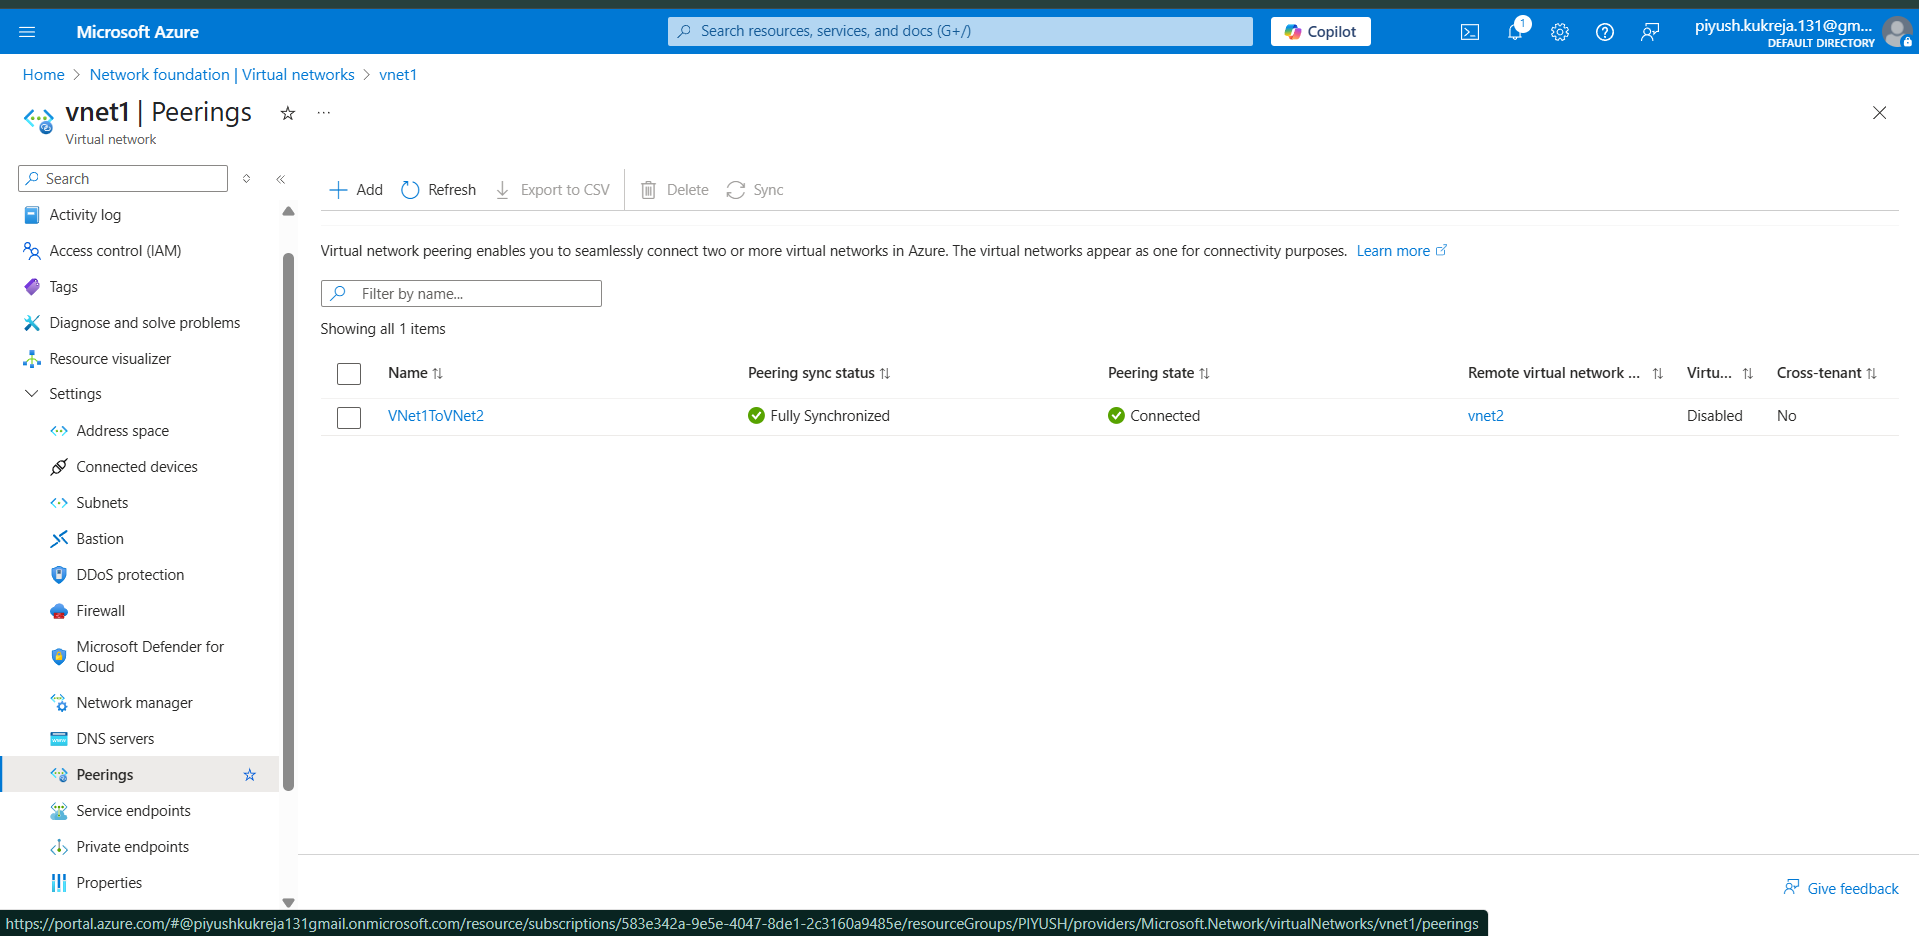 Microsoft Azure
Search resources, services, and docs (G+/)
Copilot
1
piyush.kukreja.131@gm...
DEFAULT DIRECTORY
Home > Network foundation | Virtual networks > vnet1
vnet1 | Peerings
Virtual network
Search
Activity log
Access control (IAM)
Tags
Diagnose and solve problems
Resource visualizer
Settings
Address space
Connected devices
Subnets
Bastion
DDoS protection
Firewall
Microsoft Defender for
Cloud
Network manager
DNS servers
Peerings
Service endpoints
Private endpoints
Properties
Add Refresh Export to CSV Delete Sync
Virtual network peering enables you to seamlessly connect two or more virtual networks in Azure. The virtual networks appear as one for connectivity purposes. Learn more
Filter by name...
Showing all 1 items
Name Peering sync status Peering state Remote virtual network ... Virtu... Cross-tenant
VNet1ToVNet2 Fully Synchronized Connected vnet2 Disabled No
Give feedback
https://portal.azure.com/#@piyushkukreja131gmail.onmicrosoft.com/resource/subscriptions/583e342a-9e5e-4047-8de1-2c3160a9485e/resourceGroups/PIYUSH/providers/Microsoft.Network/virtualNetworks/vnet1/peerings